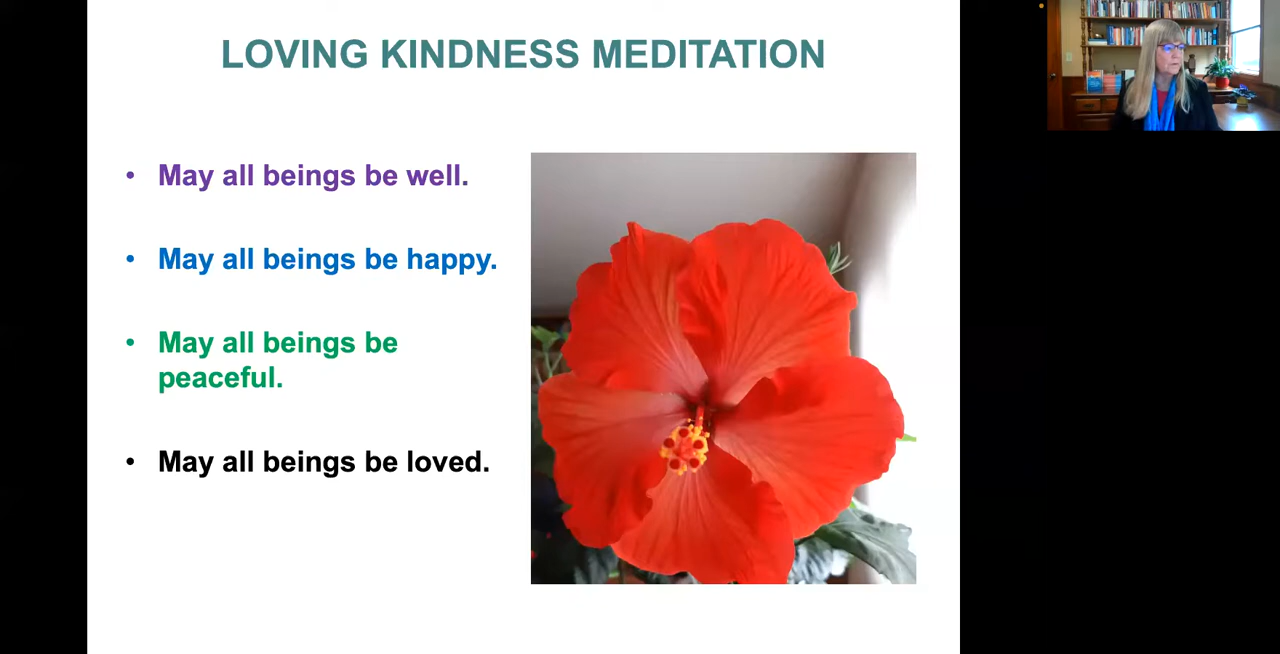 LOVING KINDNESS MEDITATION
• May all beings be well.
• May all beings be happy.
• May all beings be
peaceful.
• May all beings be loved.